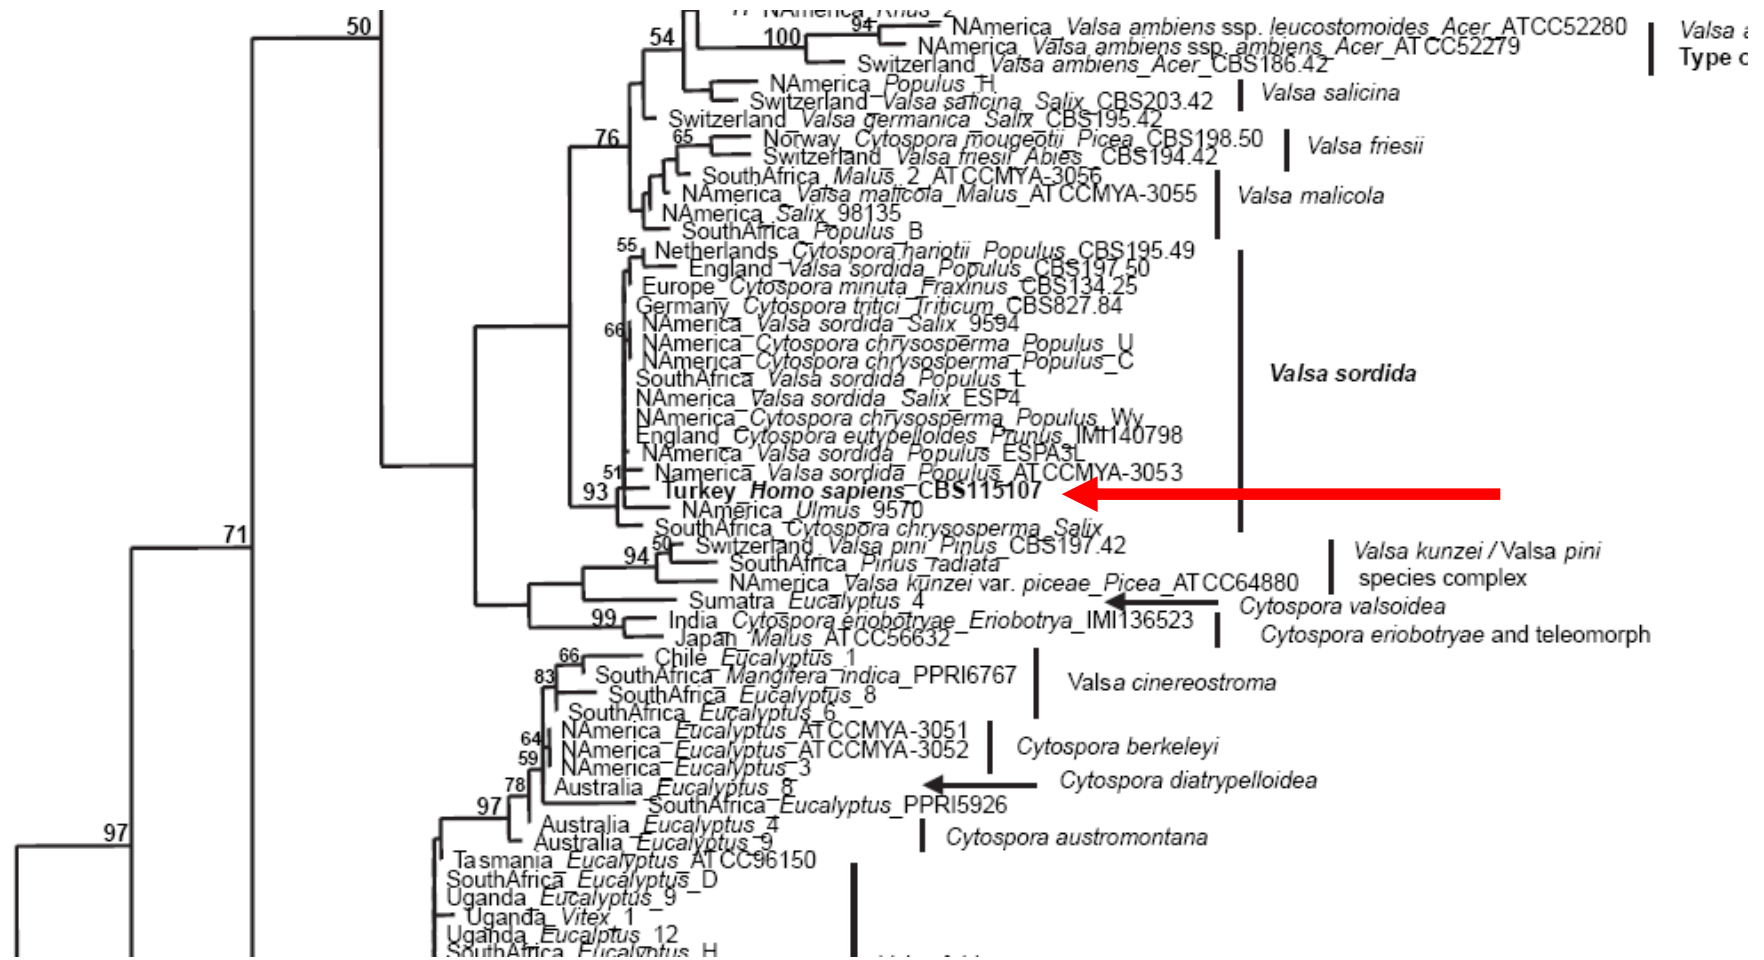 50
54
94
NAmerica_Valsa ambiens ssp. leucostomoides_Acer_ATCC52280
100
NAmerica_Valsa ambiens ssp. ambiens_Acer_ATCC52279
Switzerland_Valsa ambiens_Acer_CBS186.42
Valsa
Type
NAmerica_Populus_H
Switzerland_Valsa salicina_Salix_CBS203.42
Valsa salicina
Switzerland_Valsa germanica_Salix_CBS195.42
76
65
Norway_Cytospora mougeotii_Picea_CBS198.50
Switzerland_Valsa friesii_Abies_CBS194.42
Valsa friesii
SouthAfrica_Malus_2_ATCCMYA-3056
NAmerica_Valsa malicola_Malus_ATCCMYA-3055
Valsa malicola
NAmerica_Salix_98135
SouthAfrica_Populus_B
55
Netherlands_Cytospora hariotii_Populus_CBS195.49
England_Valsa sordida_Populus_CBS197.50
Europe_Cytospora minuta_Fraxinus_CBS134.25
Germany_Cytospora tritici_Triticum_CBS827.84
66
NAmerica_Valsa sordida_Salix_9594
NAmerica_Cytospora chrysosperma_Populus_U
NAmerica_Cytospora chrysosperma_Populus_C
SouthAfrica_Valsa sordida_Populus_L
Valsa sordida
NAmerica_Valsa sordida_Salix_ESP4
NAmerica_Cytospora chrysosperma_Populus_Wy
England_Cytospora eutypelloides_Prunus_IMI140798
NAmerica_Valsa sordida_Populus_ESPA3L
51
Namerica_Valsa sordida_Populus_ATCCMYA-3053
93
Turkey_Homo sapiens_CBS115107
NAmerica_Ulmus_9570
SouthAfrica_Cytospora chrysosperma_Salix
71
94
50
Switzerland_Valsa pini_Pinus_CBS197.42
SouthAfrica_Pinus_radiata
NAmerica_Valsa kunzei var. piceae_Picea_ATCC64880
Valsa kunzei / Valsa pini
species complex
Sumatra_Eucalyptus_4
Cytospora valsoidea
99
India_Cytospora eriobotryae_Eriobotrya_IMI136523
Japan_Malus_ATCC56632
Cytospora eriobotryae and teleomorph
66
Chile_Eucalyptus_1
83
SouthAfrica_Mangifera_indica_PPRI6767
SouthAfrica_Eucalyptus_8
Valsa cinereostroma
SouthAfrica_Eucalyptus_6
64
NAmerica_Eucalyptus_ATCCMYA-3051
NAmerica_Eucalyptus_ATCCMYA-3052
Cytospora berkeleyi
59
NAmerica_Eucalyptus_3
78
Australia_Eucalyptus_8
Cytospora diatrypelloidea
97
SouthAfrica_Eucalyptus_PPRI5926
Australia_Eucalyptus_4
Australia_Eucalyptus_9
Cytospora austromontana
97
Tasmania_Eucalyptus_ATCC96150
SouthAfrica_Eucalyptus_D
Uganda_Eucalyptus_9
Uganda_Vitex_1
Uganda_Eucalptus_12
SouthAfrica_Eucalyptus_H